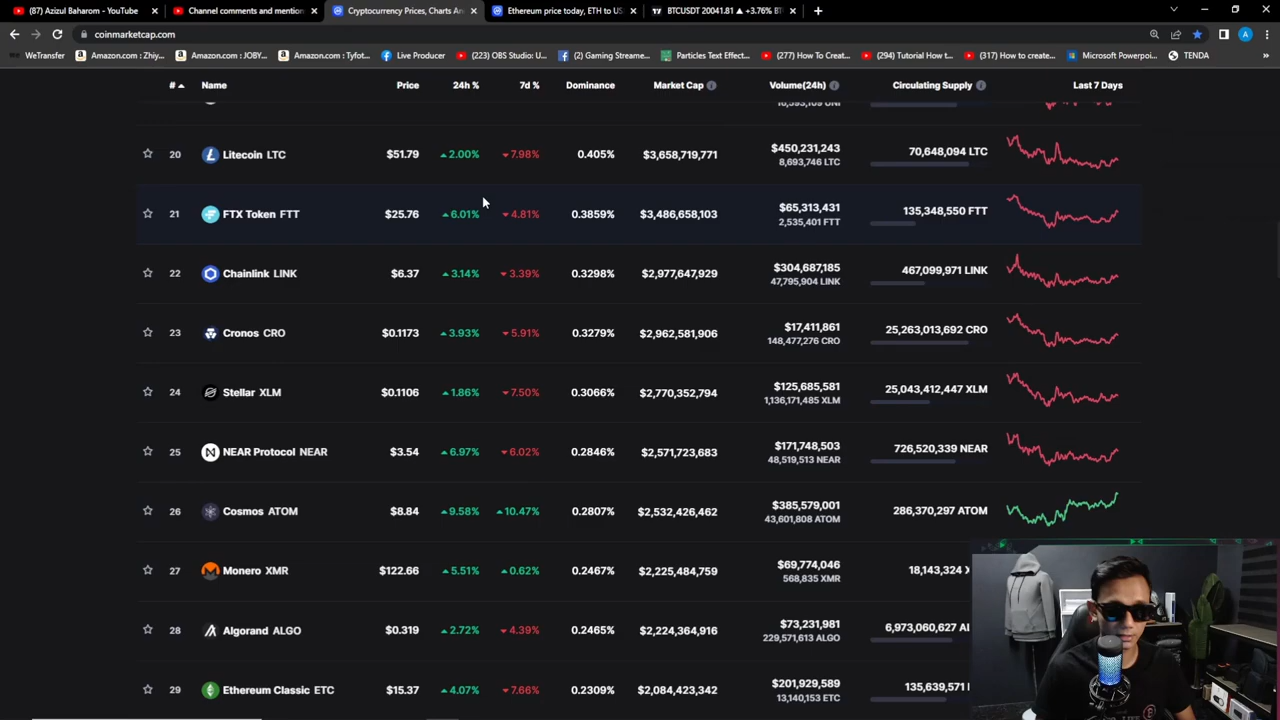 (87) Azizul Baharom - YouTube
Channel comments and mention
Cryptocurrency Prices, Charts An
Ethereum price today, ETH to US
BTCUSDT 20041.81 ▲ +3.76% B
coinmarketcap.com
WeTransfer
Amazon.com : Zhiy...
Amazon.com : JOBY...
Amazon.com : Tyfot...
Live Producer
(223) OBS Studio: U...
(2) Gaming Streame...
Particles Text Effect...
(277) How To Creat...
(294) Tutorial How t...
(317) How to create...
Microsoft Powerpoi...
TENDA
# Name Price 24h % 7d % Dominance Market Cap Volume(24h) Circulating Supply Last 7 Days
20 Litecoin LTC $51.79 2.00% 7.98% 0.405% $3,658,719,771 $450,231,243 70,648,094 LTC
8,693,746 LTC
21 FTX Token FTT $25.76 6.01% 4.81% 0.3859% $3,486,658,103 $65,313,431 135,348,550 FTT
2,535,401 FTT
22 Chainlink LINK $6.37 3.14% 3.39% 0.3298% $2,977,647,929 $304,687,185 467,099,971 LINK
47,795,904 LINK
23 Cronos CRO $0.1173 3.93% 5.91% 0.3279% $2,962,581,906 $17,411,861 25,263,013,692 CRO
148,477,276 CRO
24 Stellar XLM $0.1106 1.86% 7.50% 0.3066% $2,770,352,794 $125,685,581 25,043,412,447 XLM
1,136,171,485 XLM
25 NEAR Protocol NEAR $3.54 6.97% 6.02% 0.2846% $2,571,723,683 $171,748,503 726,520,339 NEAR
48,519,513 NEAR
26 Cosmos ATOM $8.84 9.58% 10.47% 0.2807% $2,532,426,462 $385,579,001 286,370,297 ATOM
43,601,808 ATOM
27 Monero XMR $122.66 5.51% 0.62% 0.2467% $2,225,484,759 $69,774,046 18,143,324 X
568,835 XMR
28 Algorand ALGO $0.319 2.72% 4.39% 0.2465% $2,224,364,916 $73,231,981 6,973,060,627 AL
229,571,613 ALGO
29 Ethereum Classic ETC $15.37 4.07% 7.66% 0.2309% $2,084,423,342 $201,929,589 135,639,571
13,140,153 ETC